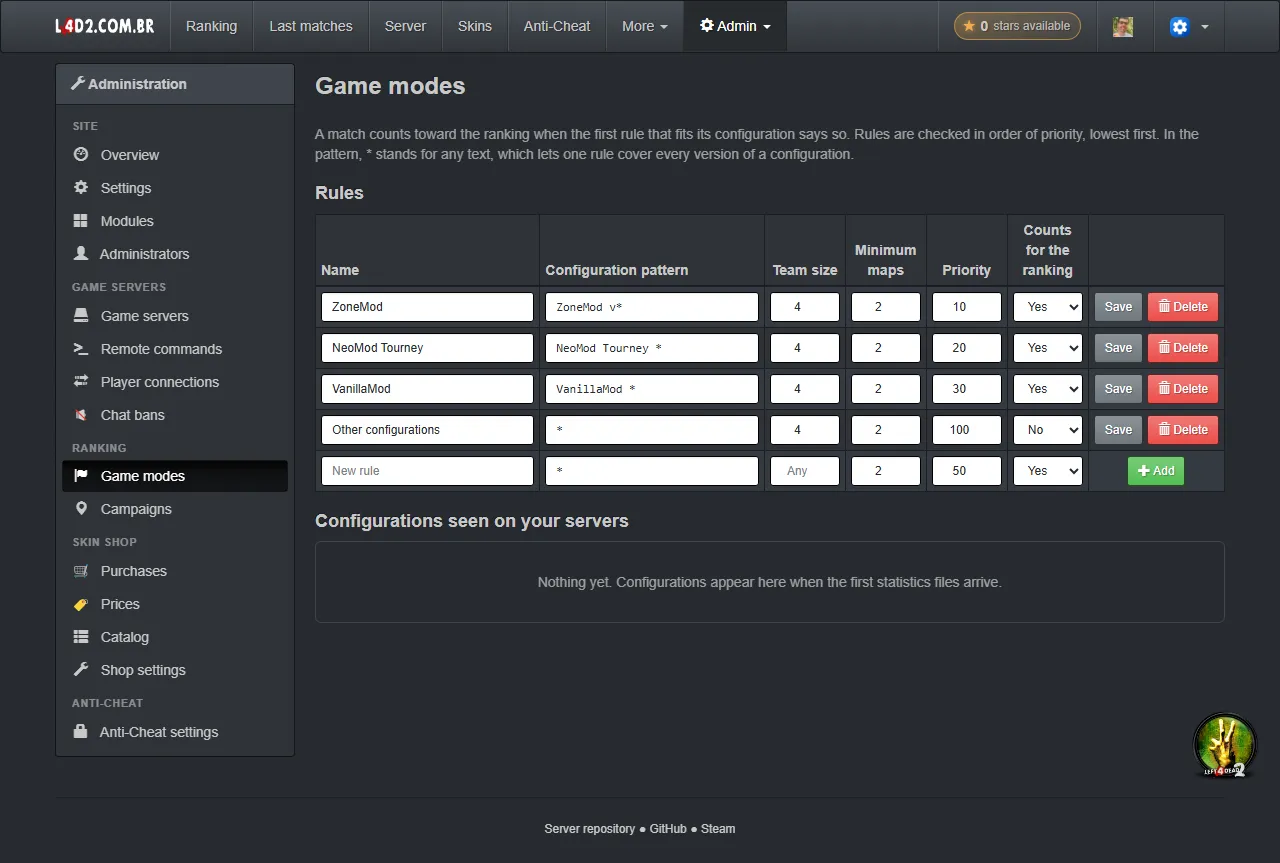 L4D2.COM.BR Ranking Last matches Server Skins Anti-Cheat More Admin 0 stars available
Administration
SITE
Overview
Settings
Modules
Administrators
GAME SERVERS
Game servers
Remote commands
Player connections
Chat bans
RANKING
Game modes
Campaigns
SKIN SHOP
Purchases
Prices
Catalog
Shop settings
ANTI-CHEAT
Anti-Cheat settings
Game modes
A match counts toward the ranking when the first rule that fits its configuration says so. Rules are checked in order of priority, lowest first. In the
pattern, * stands for any text, which lets one rule cover every version of a configuration.
Rules
Name Configuration pattern Team size Minimum maps Priority Counts for the ranking
ZoneMod ZoneMod v* 4 2 10 Yes Save Delete
NeoMod Tourney NeoMod Tourney * 4 2 20 Yes Save Delete
VanillaMod VanillaMod * 4 2 30 Yes Save Delete
Other configurations * 4 2 100 No Save Delete
New rule * Any 2 50 Yes Add
Configurations seen on your servers
Nothing yet. Configurations appear here when the first statistics files arrive.
LEFT 4 DEAD 2
Server repository ● GitHub ● Steam